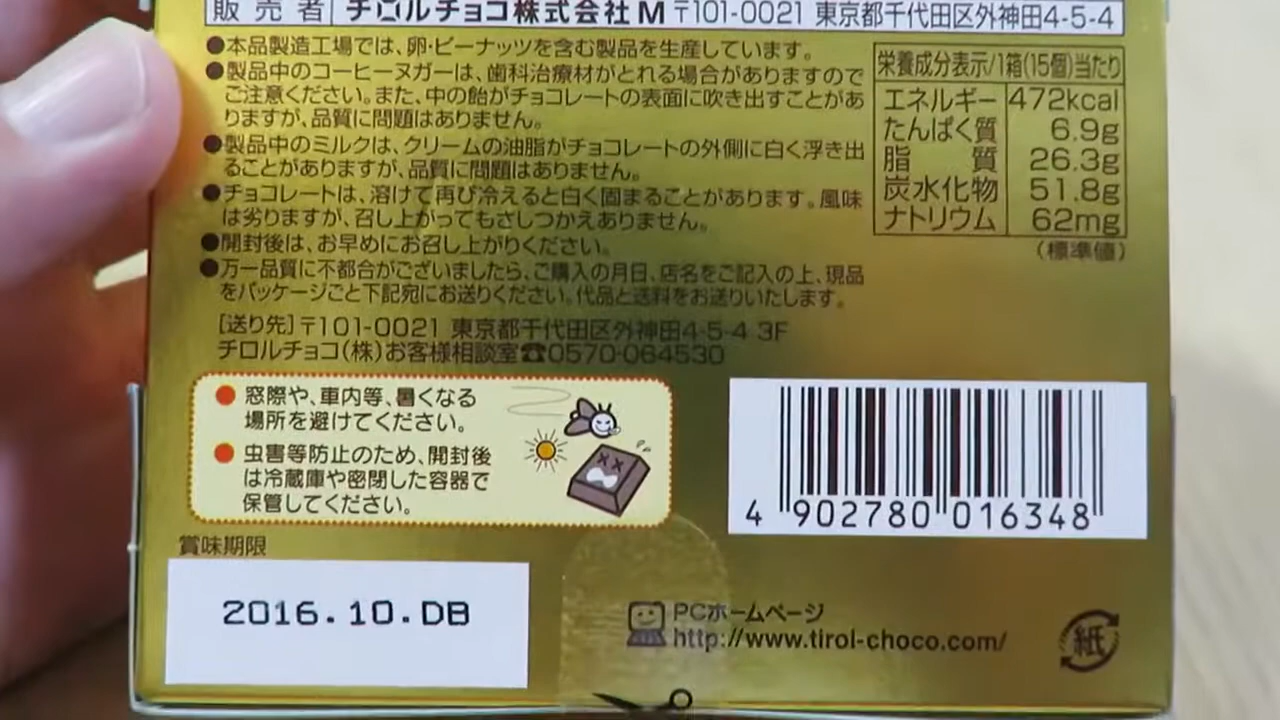 販売者 チロルチョコ株式会社 M 〒101-0021 東京都千代田区外神田4-5-4
●本品製造工場では、卵・ピーナッツを含む製品を生産しています。
●製品中のコーヒーヌガーは、歯科治療材がとれる場合がありますので
ご注意ください。また、中の飴がチョコレートの表面に吹き出すことがあ
りますが、品質に問題はありません。
●製品中のミルクは、クリームの油脂がチョコレートの外側に白く浮き出
ることがありますが、品質に問題はありません。
●チョコレートは、溶けて再び冷えると白く固まることがあります。風味
は劣りますが、召し上がってもさしつかえありません。
●開封後は、お早めにお召し上がりください。
●万一品質に不都合がございましたら、ご購入の月日、店名をご記入の上、現品
をパッケージごと下記宛にお送りください。代品と送料をお送りいたします。
[送り先]〒101-0021 東京都千代田区外神田4-5-4 3F
チロルチョコ(株)お客様相談室☎0570-064530
栄養成分表示/1箱(15個)当たり
エネルギー 472kcal
たんぱく質 6.9g
脂質 26.3g
炭水化物 51.8g
ナトリウム 62mg
(標準値)
●窓際や、車内等、暑くなる
場所を避けてください。
●虫害等防止のため、開封後
は冷蔵庫や密閉した容器で
保管してください。
4 902780 016348
賞味期限
2016.10.DB
PCホームページ
http://www.tirol-choco.com/
紙